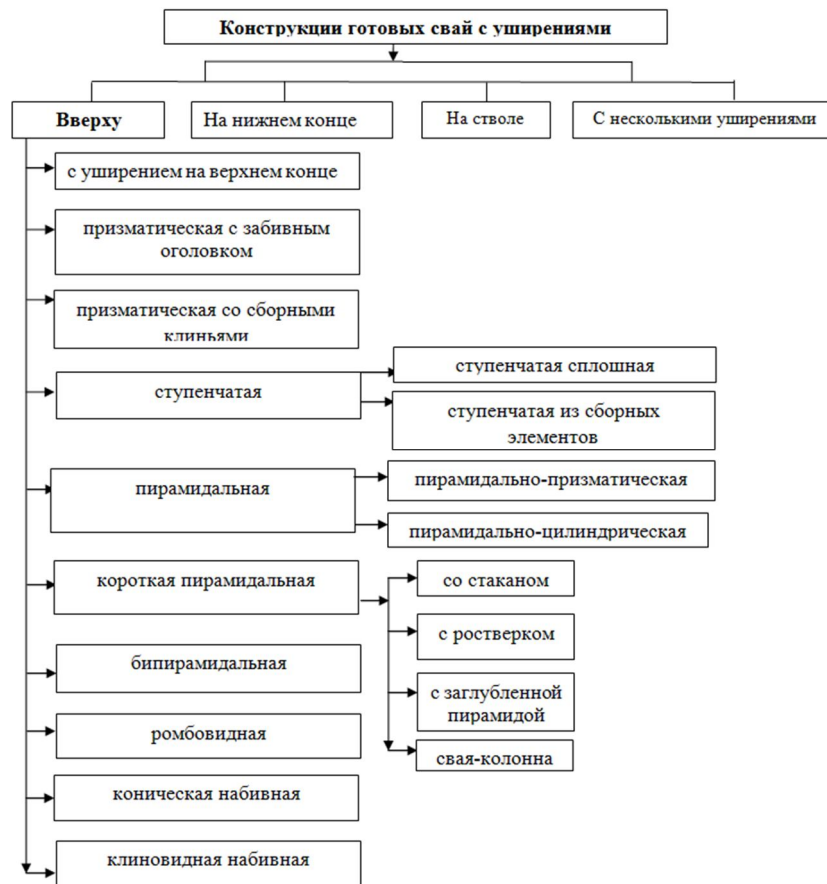 Конструкции готовых свай с уширениями
Вверху
На нижнем конце
На стволе
С несколькими уширениями
с уширением на верхнем конце
призматическая с забивным
оголовком
призматическая со сборными
клиньями
ступенчатая
ступенчатая сплошная
ступенчатая из сборных
элементов
пирамидальная
пирамидально-призматическая
пирамидально-цилиндрическая
короткая пирамидальная
со стаканом
с ростверком
с заглубленной
пирамидой
свая-колонна
бипирамидальная
ромбовидная
коническая набивная
клиновидная набивная